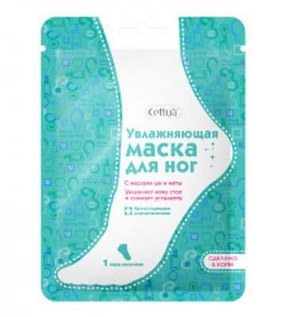 Cettua
Увлажняющая
маска
для ног
С маслами ши и мяты
Увлажняет кожу стоп
и снимает усталость
1 пара носочков
СДЕЛАНО
В КОРЕЕ